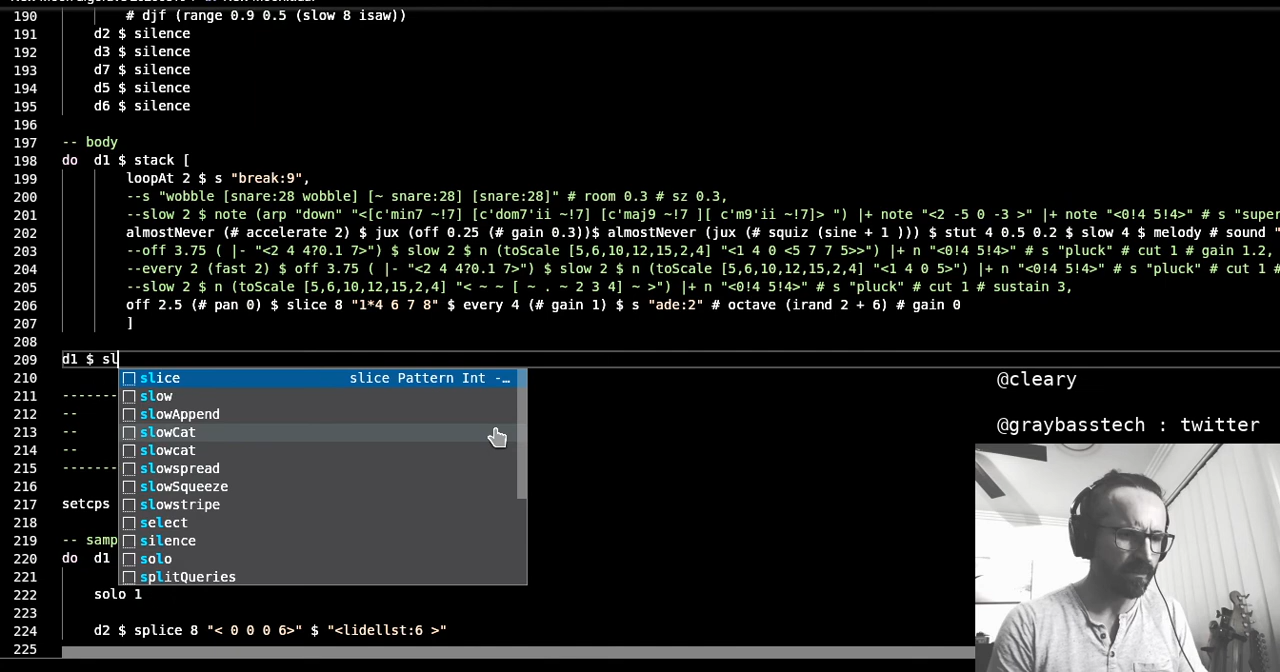 190 # djf (range 0.9 0.5 (slow 8 isaw))
191 d2 $ silence
192 d3 $ silence
193 d7 $ silence
194 d5 $ silence
195 d6 $ silence
196
197 -- body
198 do d1 $ stack [
199 loopAt 2 $ s "break:9",
200 --s "wobble [snare:28 wobble] [~ snare:28] [snare:28]" # room 0.3 # sz 0.3,
201 --slow 2 $ note (arp "down" "<[c'min7 ~!7] [c'dom7'ii ~!7] [c'maj9 ~!7 ][ c'm9'ii ~!7]> ") |+ note "<2 -5 0 -3 >" |+ note "<0!4 5!4>" # s "super
202 almostNever (# accelerate 2) $ jux (off 0.25 (# gain 0.3))$ almostNever (jux (# squiz (sine + 1 ))) $ stut 4 0.5 0.2 $ slow 4 $ melody # sound "
203 --off 3.75 ( |- "<2 4 4?0.1 7>") $ slow 2 $ n (toScale [5,6,10,12,15,2,4] "<1 4 0 <5 7 7 5>>") |+ n "<0!4 5!4>" # s "pluck" # cut 1 # gain 1.2,
204 --every 2 (fast 2) $ off 3.75 ( |- "<2 4 4?0.1 7>") $ slow 2 $ n (toScale [5,6,10,12,15,2,4] "<1 4 0 5>") |+ n "<0!4 5!4>" # s "pluck" # cut 1 #
205 --slow 2 $ n (toScale [5,6,10,12,15,2,4] "< ~ ~ [ ~ . ~ 2 3 4] ~ >") |+ n "<0!4 5!4>" # s "pluck" # cut 1 # sustain 3,
206 off 2.5 (# pan 0) $ slice 8 "1*4 6 7 8" $ every 4 (# gain 1) $ s "ade:2" # octave (irand 2 + 6) # gain 0
207 ]
208
209 d1 $ sl
210
slice slice Pattern Int -…
211 -------
slow
212 --
slowAppend
213 --
slowCat
214 --
slowcat
215 -------
slowspread
216
slowSqueeze
217 setcps
slowstripe
218
select
219 -- samp
silence
220 do d1
solo
221
splitQueries
222 solo 1
223
224 d2 $ splice 8 "< 0 0 0 6>" $ "<lidellst:6 >"
225
@cleary
@graybasstech : twitter